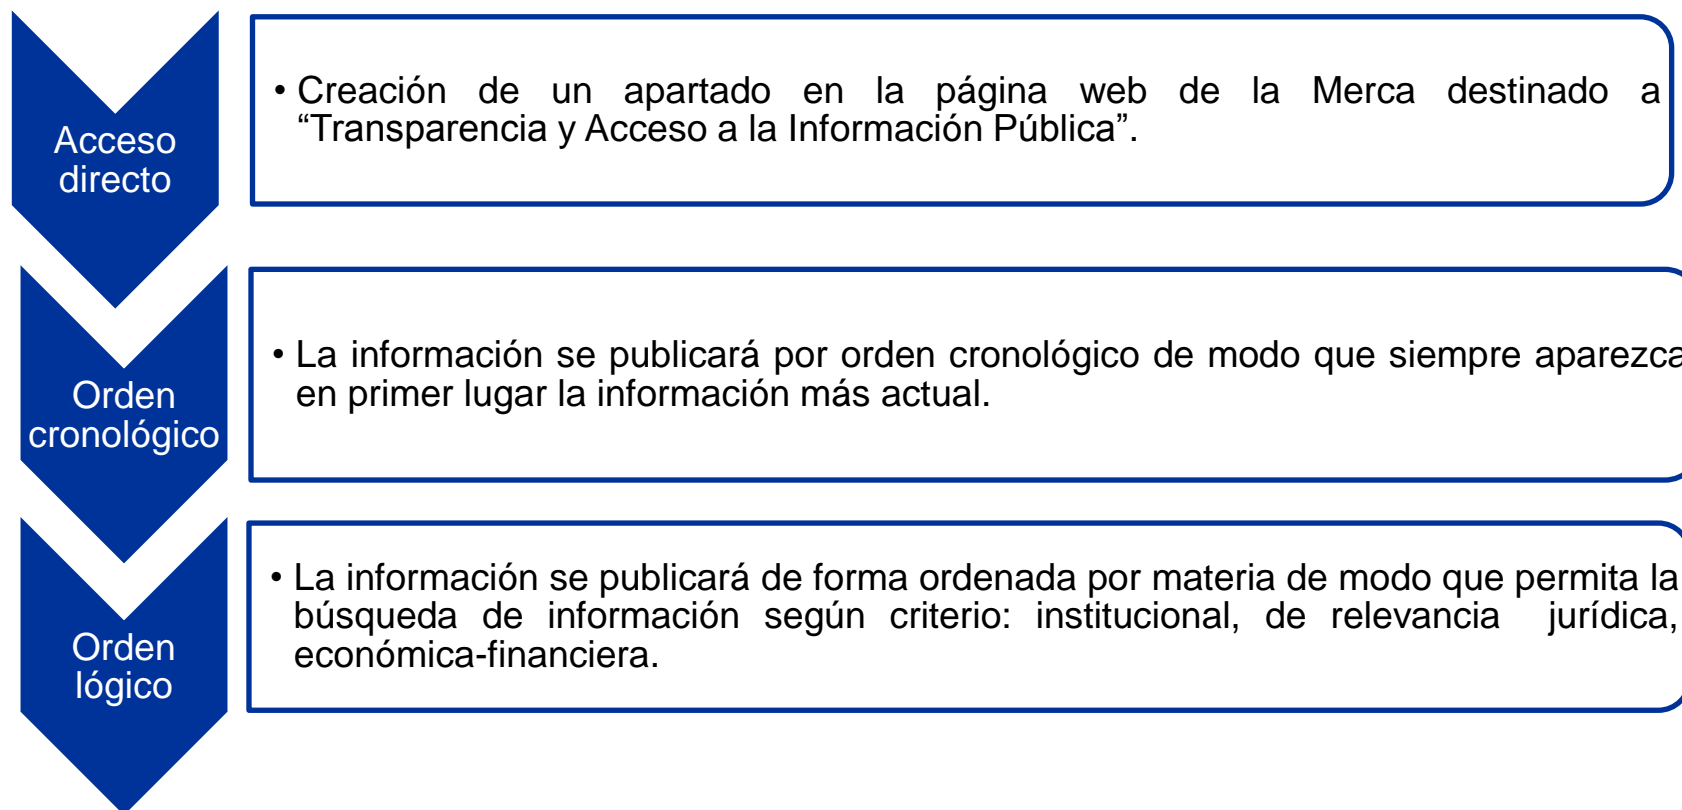 Acceso
directo
• Creación de un apartado en la página web de la Merca destinado a
“Transparencia y Acceso a la Información Pública”.
Orden
cronológico
• La información se publicará por orden cronológico de modo que siempre aparezca
en primer lugar la información más actual.
Orden
lógico
• La información se publicará de forma ordenada por materia de modo que permita la
búsqueda de información según criterio: institucional, de relevancia jurídica,
económica-financiera.